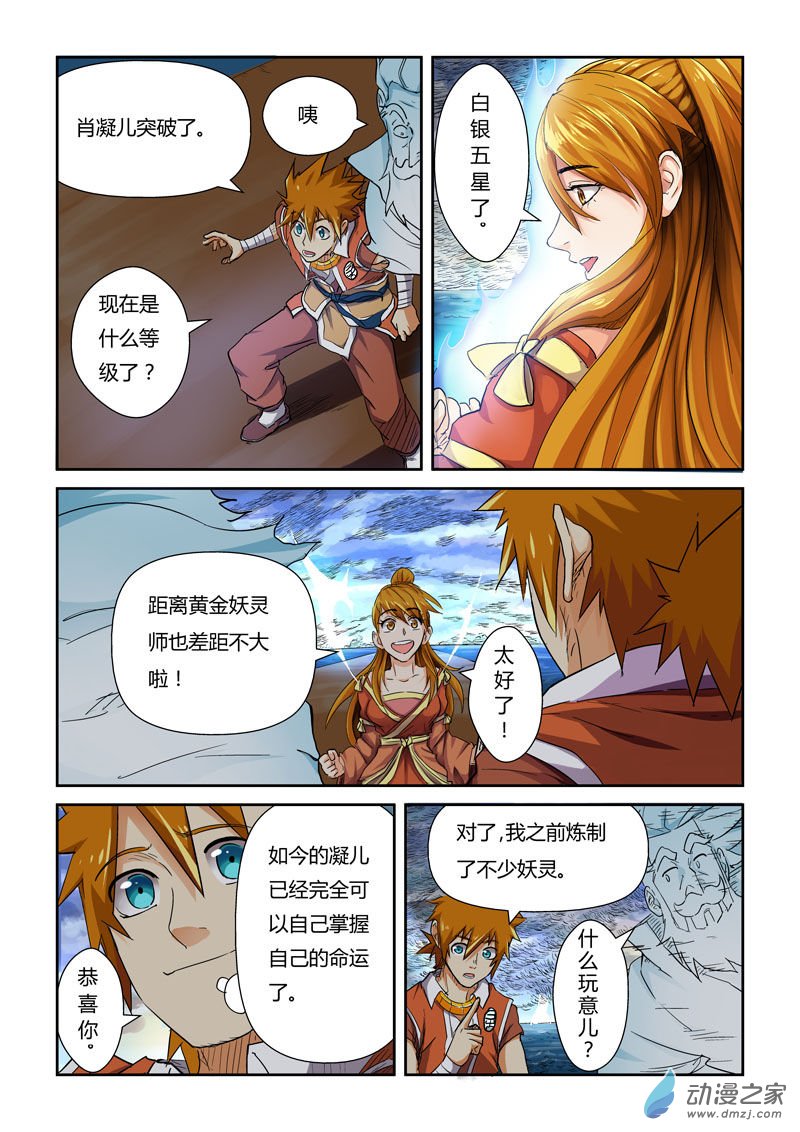 咦
肖凝儿突破了。
现在是
什么等
级了？
白银五星了。
距离黄金妖灵
师也差距不大
啦！
太好了！
恭喜你。
如今的凝儿
已经完全可
以自己掌握
自己的命运
了。
对了，我之前炼制
了不少妖灵。
什么玩意儿？
动漫之家
www.dmzj.com